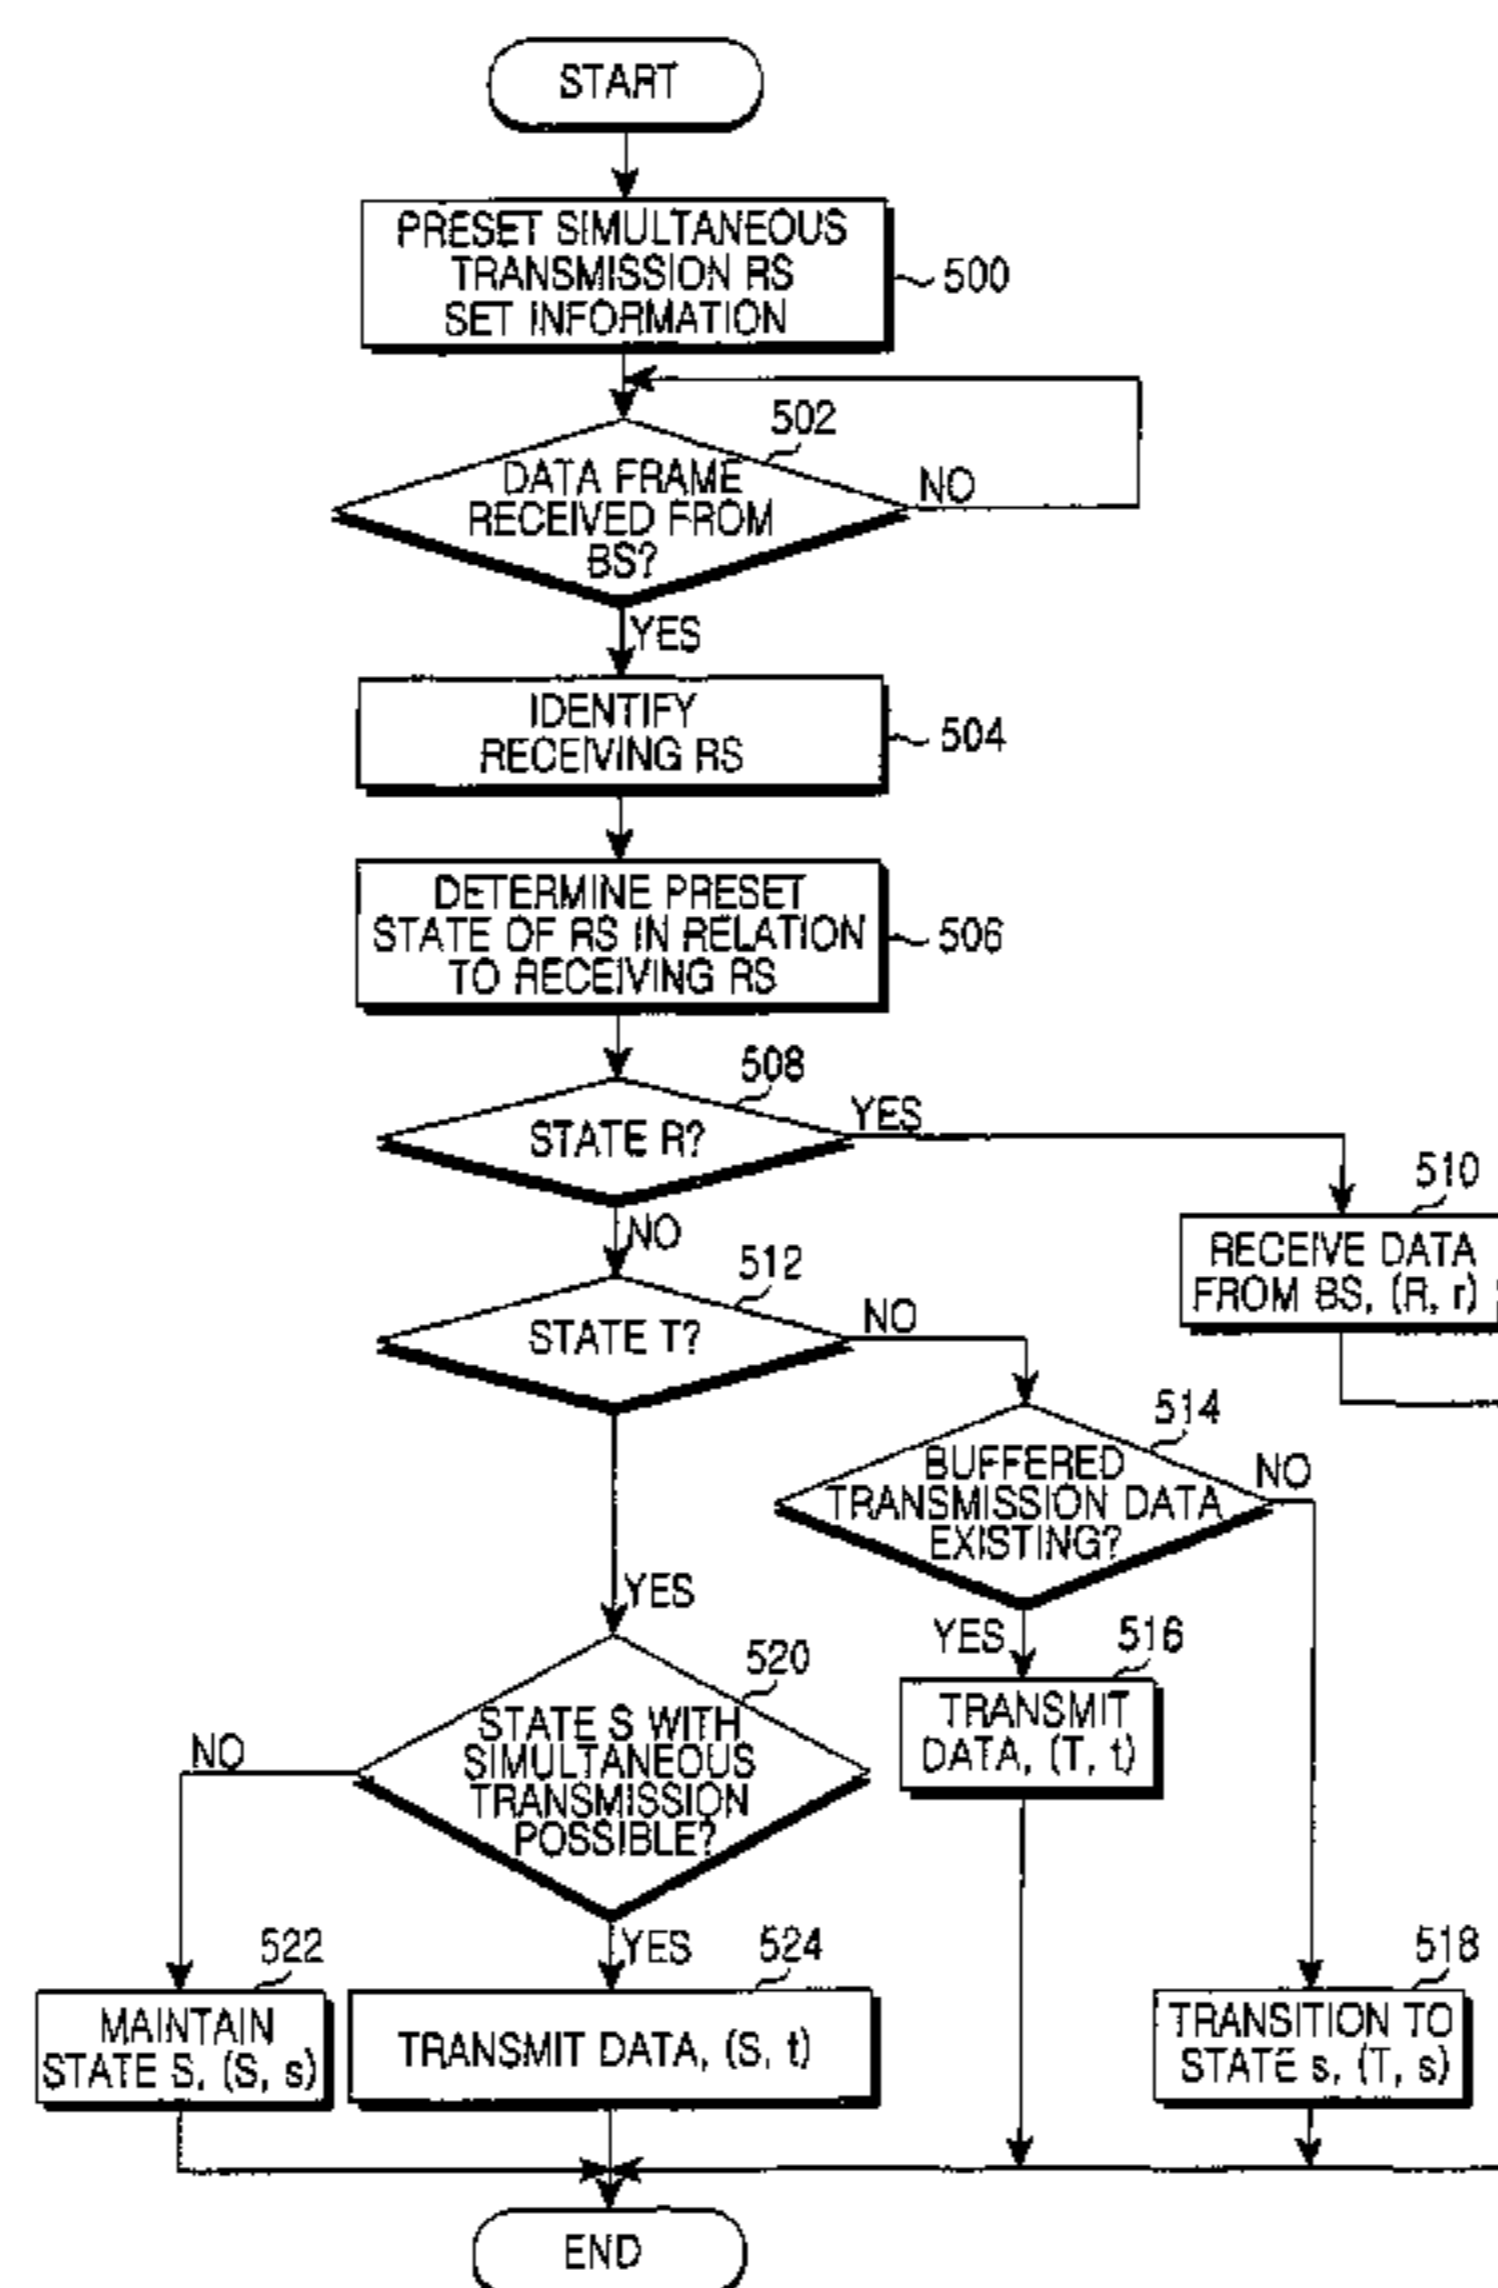 START
PRESET SIMULTANEOUS
TRANSMISSION RS
SET INFORMATION
500
502
DATA FRAME
RECEIVED FROM
BS?
NO
YES
IDENTIFY
RECEIVING RS
504
DETERMINE PRESET
STATE OF RS IN RELATION
TO RECEIVING RS
506
508
STATE R?
YES
NO
510
RECEIVE DATA
FROM BS, (R, r)
512
STATE T?
NO
YES
514
BUFFERED
TRANSMISSION DATA
EXISTING?
NO
YES
516
TRANSMIT
DATA, (T, t)
520
STATE S WITH
SIMULTANEOUS
TRANSMISSION
POSSIBLE?
NO
YES
522
MAINTAIN
STATE S, (S, s)
524
TRANSMIT DATA, (S, t)
518
TRANSITION TO
STATE s, (T, s)
END